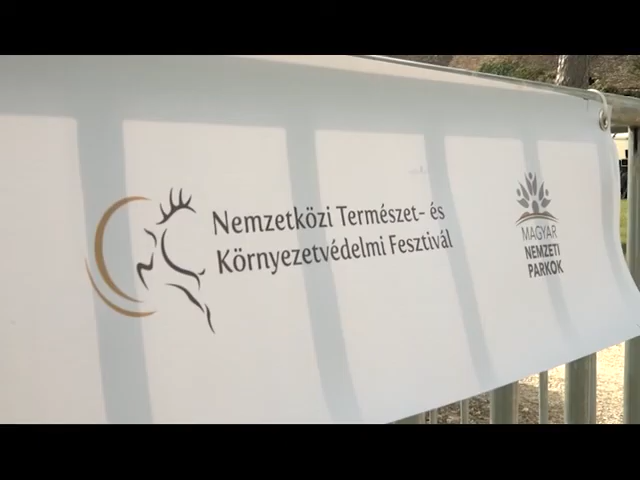 Nemzetközi Természet- és
Környezetvédelmi Fesztivál
MAGYAR
NEMZETI
PARKOK